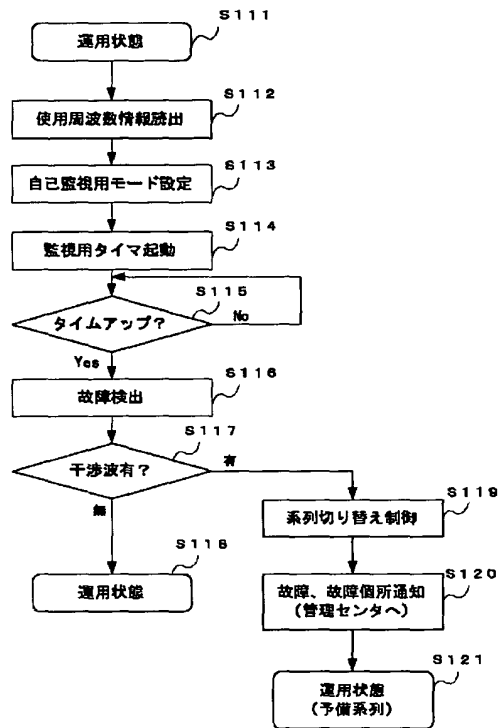 S111
運用状態
S112
使用周波数情報読出
S113
自己監視用モード設定
S114
監視用タイマ起動
S115
タイムアップ?
No
Yes
S116
故障検出
S117
干渉波有?
有
無
S118
運用状態
S119
系列切り替え制御
S120
故障、故障個所通知
(管理センタへ)
S121
運用状態
(予備系列)